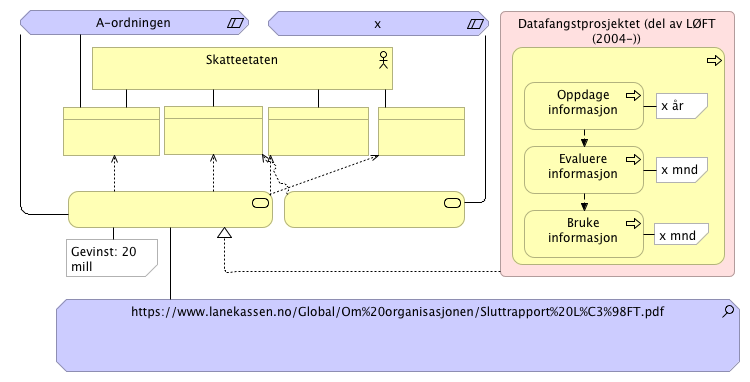 A-ordningen
x
Datafangstprosjektet (del av LØFT
(2004-))
Skatteetaten
Oppdage
informasjon
x år
Evaluere
informasjon
x mnd
Bruke
informasjon
x mnd
Gevinst: 20
mill
https://www.lanekassen.no/Global/Om%20organisasjonen/Sluttrapport%20L%C3%98FT.pdf